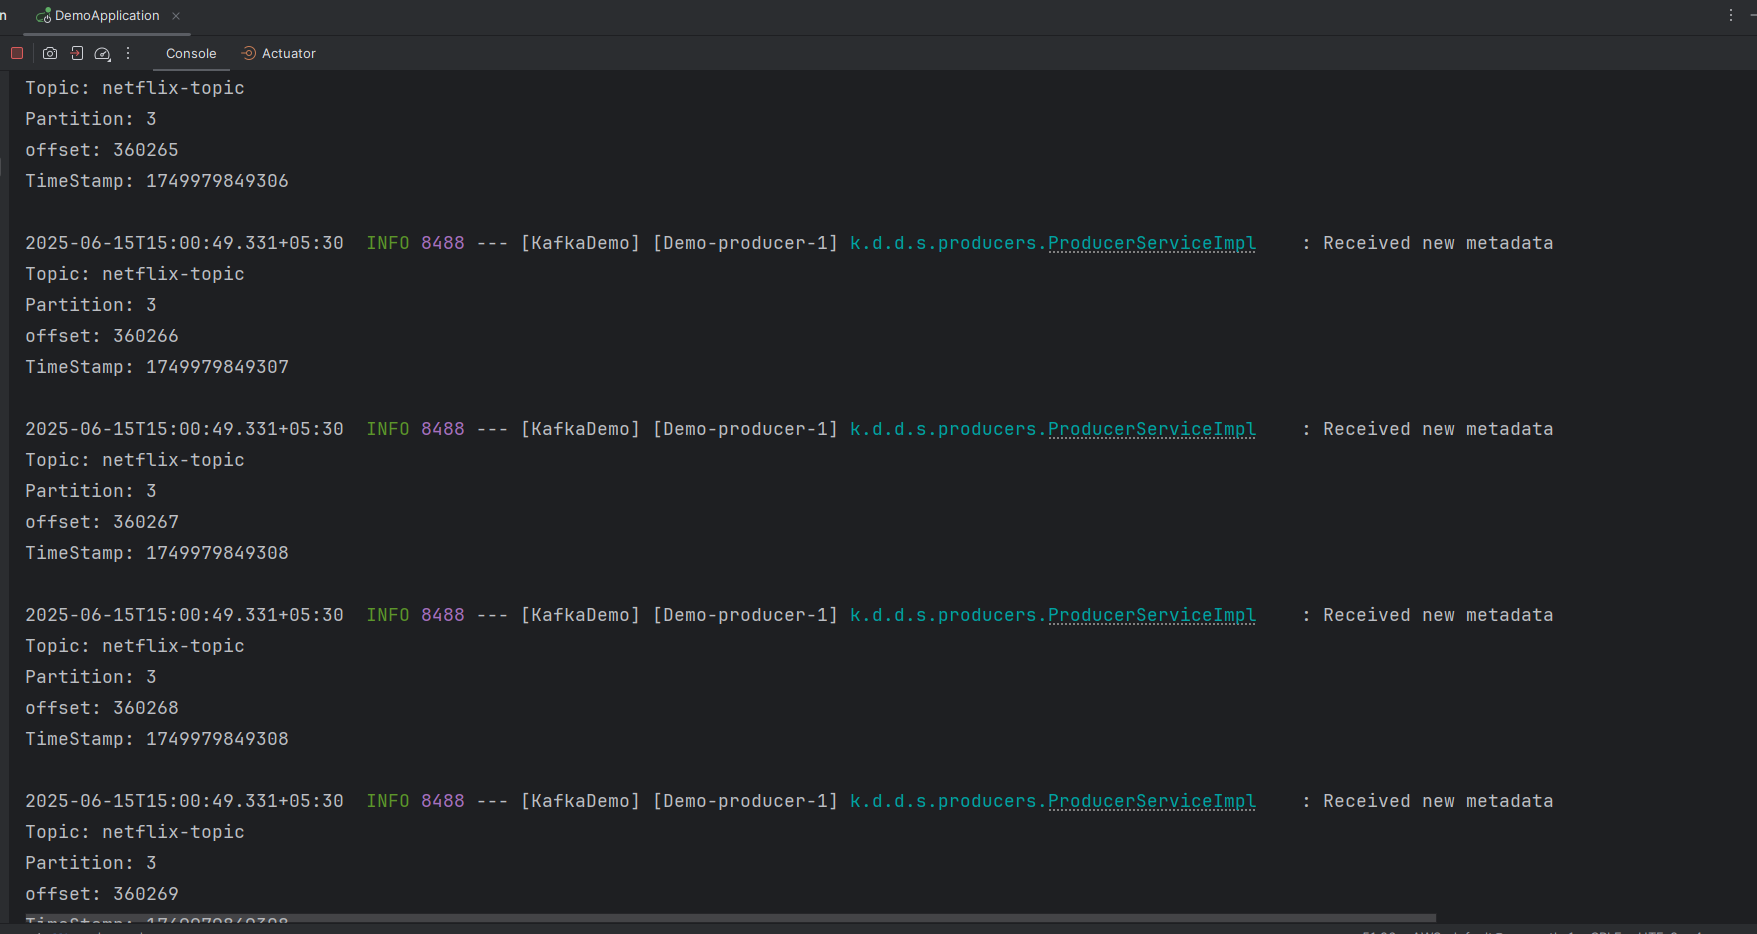 DemoApplication
Console Actuator
Topic: netflix-topic
Partition: 3
offset: 360265
TimeStamp: 1749979849306
2025-06-15T15:00:49.331+05:30  INFO 8488 --- [KafkaDemo] [Demo-producer-1] k.d.d.s.producers.ProducerServiceImpl    : Received new metadata
Topic: netflix-topic
Partition: 3
offset: 360266
TimeStamp: 1749979849307
2025-06-15T15:00:49.331+05:30  INFO 8488 --- [KafkaDemo] [Demo-producer-1] k.d.d.s.producers.ProducerServiceImpl    : Received new metadata
Topic: netflix-topic
Partition: 3
offset: 360267
TimeStamp: 1749979849308
2025-06-15T15:00:49.331+05:30  INFO 8488 --- [KafkaDemo] [Demo-producer-1] k.d.d.s.producers.ProducerServiceImpl    : Received new metadata
Topic: netflix-topic
Partition: 3
offset: 360268
TimeStamp: 1749979849308
2025-06-15T15:00:49.331+05:30  INFO 8488 --- [KafkaDemo] [Demo-producer-1] k.d.d.s.producers.ProducerServiceImpl    : Received new metadata
Topic: netflix-topic
Partition: 3
offset: 360269
TimeStamp: 1749979849308